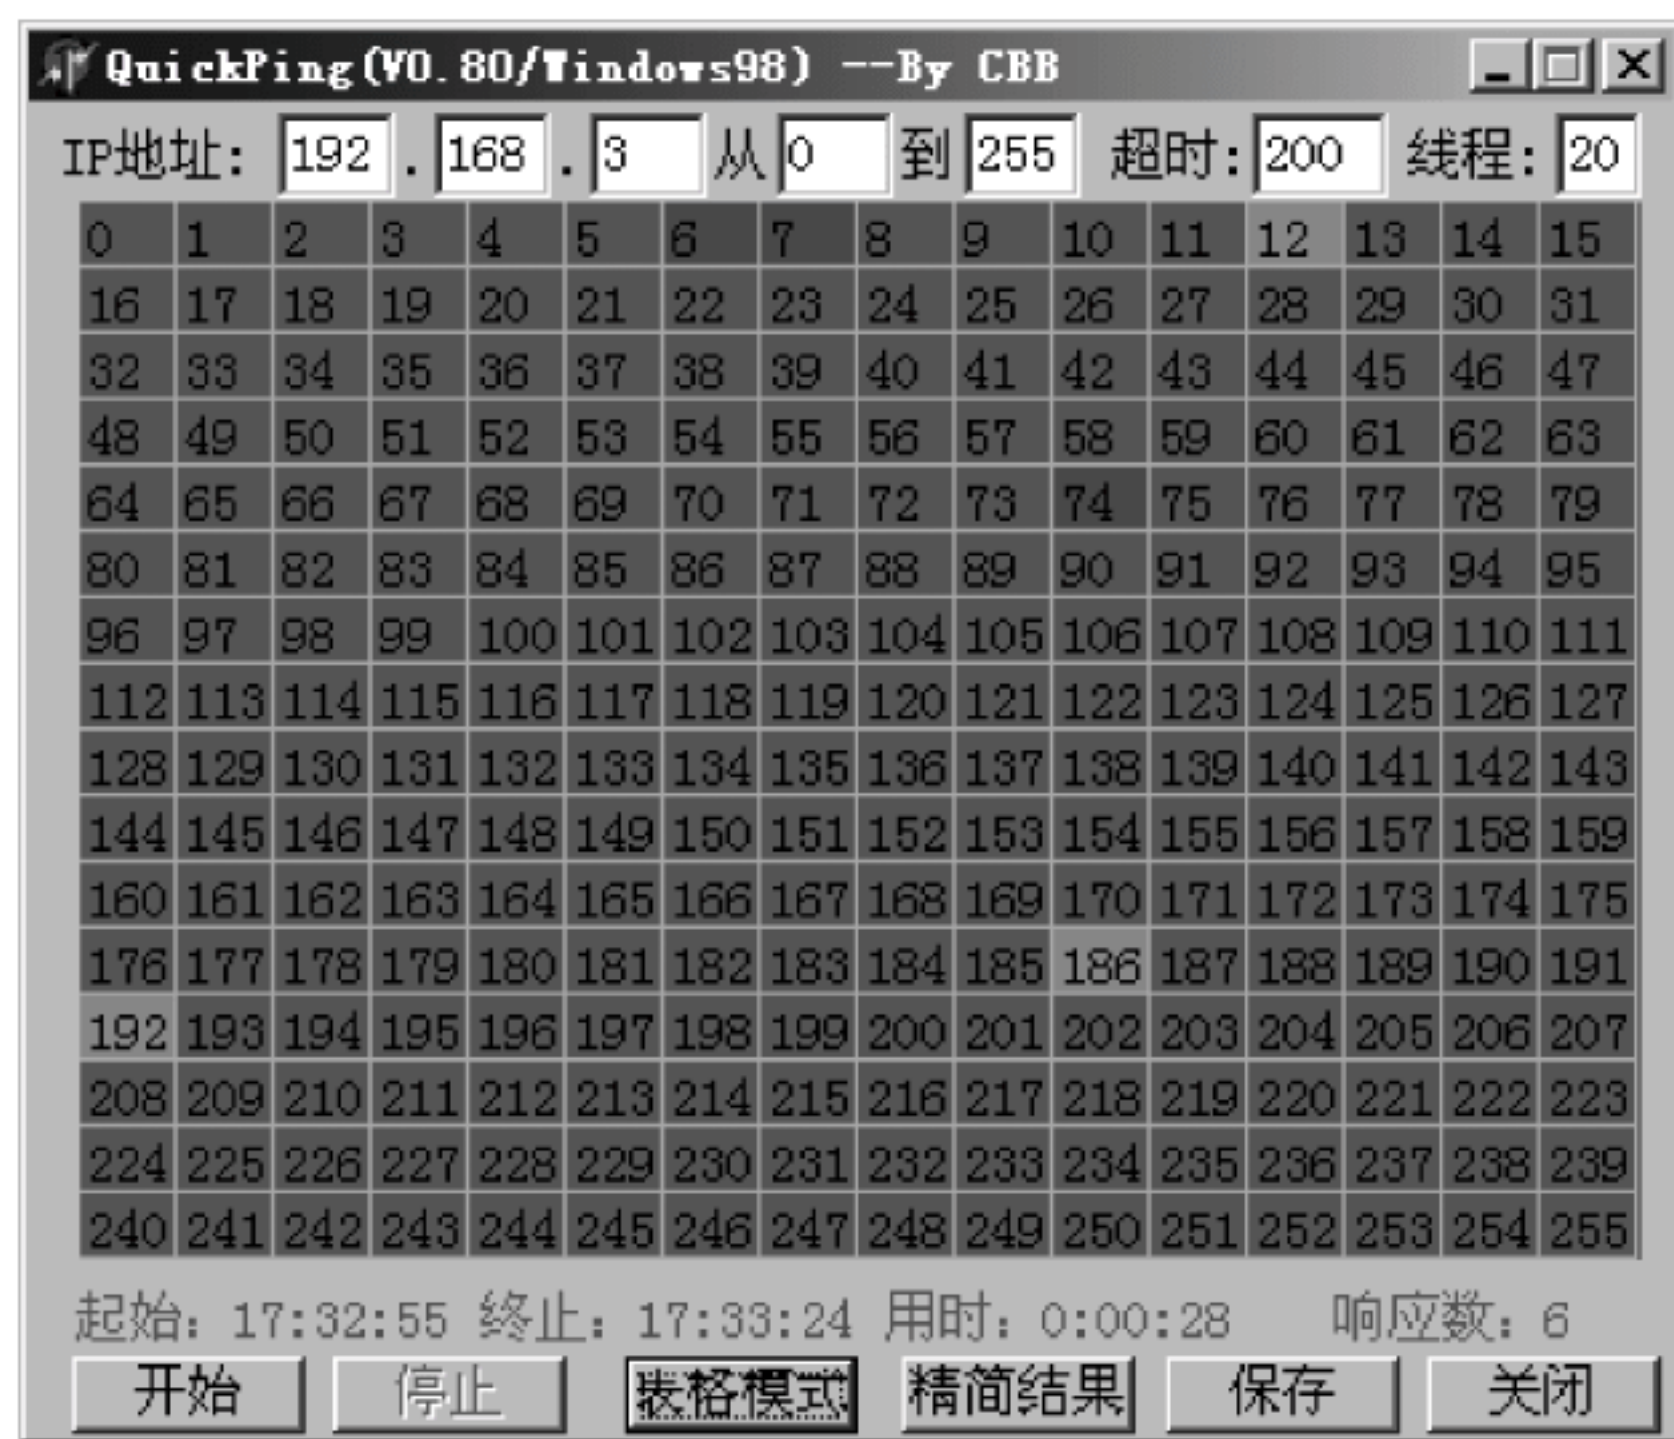 QuickPing(V0.80/Windows98) --By CBB
IP地址: 192 . 168 . 3 从 0 到 255 超时: 200 线程: 20
0 1 2 3 4 5 6 7 8 9 10 11 12 13 14 15
16 17 18 19 20 21 22 23 24 25 26 27 28 29 30 31
32 33 34 35 36 37 38 39 40 41 42 43 44 45 46 47
48 49 50 51 52 53 54 55 56 57 58 59 60 61 62 63
64 65 66 67 68 69 70 71 72 73 74 75 76 77 78 79
80 81 82 83 84 85 86 87 88 89 90 91 92 93 94 95
96 97 98 99 100 101 102 103 104 105 106 107 108 109 110 111
112 113 114 115 116 117 118 119 120 121 122 123 124 125 126 127
128 129 130 131 132 133 134 135 136 137 138 139 140 141 142 143
144 145 146 147 148 149 150 151 152 153 154 155 156 157 158 159
160 161 162 163 164 165 166 167 168 169 170 171 172 173 174 175
176 177 178 179 180 181 182 183 184 185 186 187 188 189 190 191
192 193 194 195 196 197 198 199 200 201 202 203 204 205 206 207
208 209 210 211 212 213 214 215 216 217 218 219 220 221 222 223
224 225 226 227 228 229 230 231 232 233 234 235 236 237 238 239
240 241 242 243 244 245 246 247 248 249 250 251 252 253 254 255
起始: 17:32:55 终止: 17:33:24 用时: 0:00:28 响应数: 6
开始 停止 表格模式 精简结果 保存 关闭